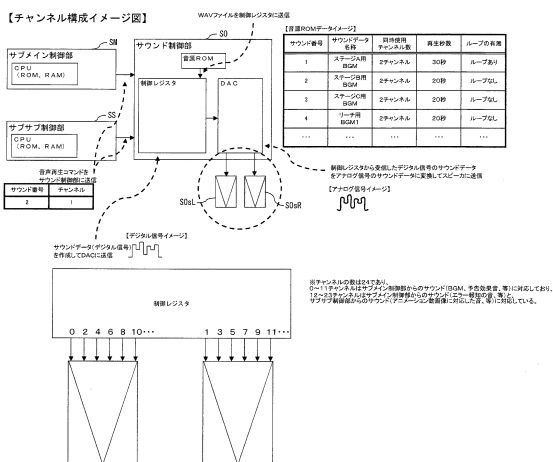 【チャンネル構成イメージ図】
WAVファイルを制御レジスタに送信
SM
サブメイン制御部
CPU
(ROM、RAM)
SS
サブサブ制御部
CPU
(ROM、RAM)
音声再生コマンドを
サウンド制御部に送信
サウンド番号 チャンネル
2 1
SO
サウンド制御部
音源ROM
制御レジスタ
DAC
SOsL
SOsR
【音源ROMデータイメージ】
サウンド番号 サウンドデータ名称 同時使用チャンネル数 再生秒数 ループの有無
1 ステージA用BGM 2チャンネル 30秒 ループあり
2 ステージB用BGM 2チャンネル 20秒 ループなし
3 ステージC用BGM 2チャンネル 20秒 ループなし
4 リーチ用BGM1 2チャンネル 20秒 ループなし
... ... ... ... ...
制御レジスタから受信したデジタル信号のサウンドデータ
をアナログ信号のサウンドデータに変換してスピーカに送信
【アナログ信号イメージ】
【デジタル信号イメージ】
サウンドデータ(デジタル信号)
を作成してDACに送信
制御レジスタ
0 2 4 6 8 10…
1 3 5 7 9 11…
※チャンネルの数は24であり、
0~11チャンネルはサブメイン制御部からのサウンド(BGM、予告効果音、等)に対応しており、
12~23チャンネルはサブメイン制御部からのサウンド(エラー報知の音、等)と、
サブサブ制御部からのサウンド(アニメーション動画像に対応した音、等)に対応している。